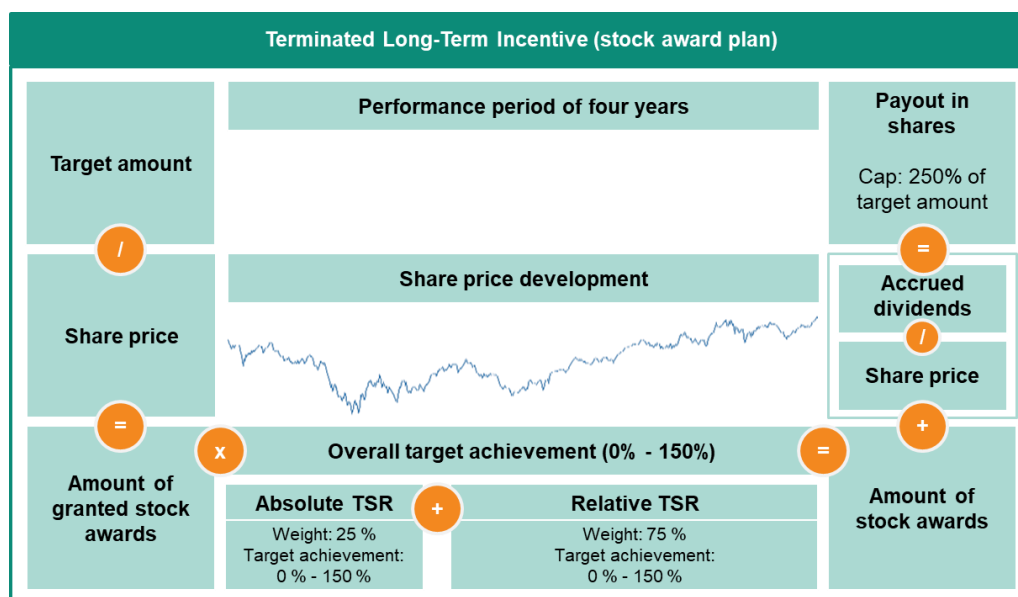 Terminated Long-Term Incentive (stock award plan)
Target amount
/
Share price
=
Amount of
granted stock
awards
Performance period of four years
Share price development
x
Overall target achievement (0% - 150%)
=
Absolute TSR
Weight: 25 %
Target achievement:
0 % - 150 %
+
Relative TSR
Weight: 75 %
Target achievement:
0 % - 150 %
Payout in
shares
Cap: 250% of
target amount
=
Accrued
dividends
/
Share price
+
Amount of
stock awards